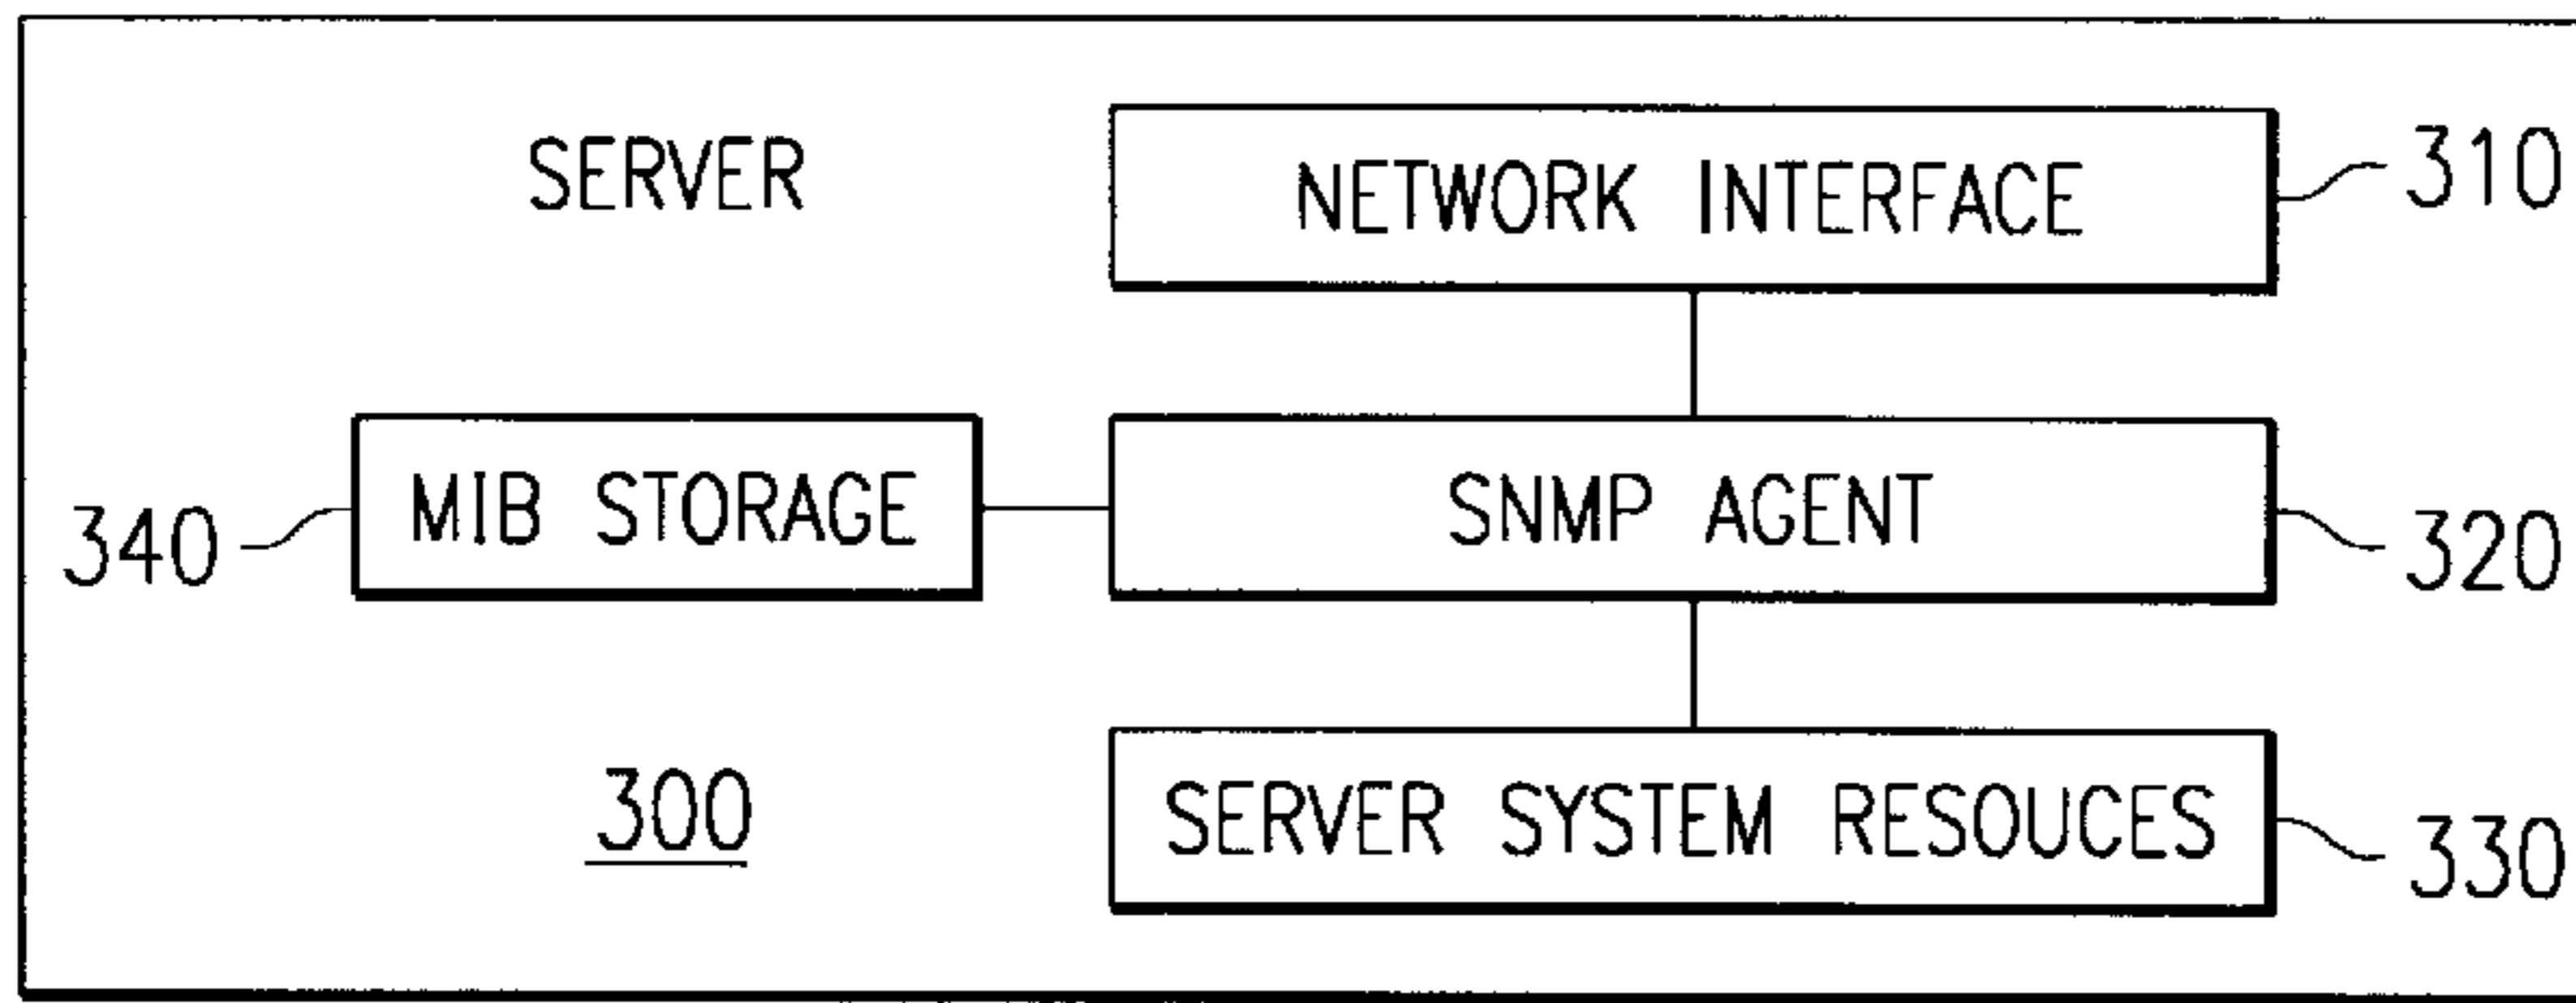 SERVER
NETWORK INTERFACE
310
340
MIB STORAGE
SNMP AGENT
320
300
SERVER SYSTEM RESOUCES
330